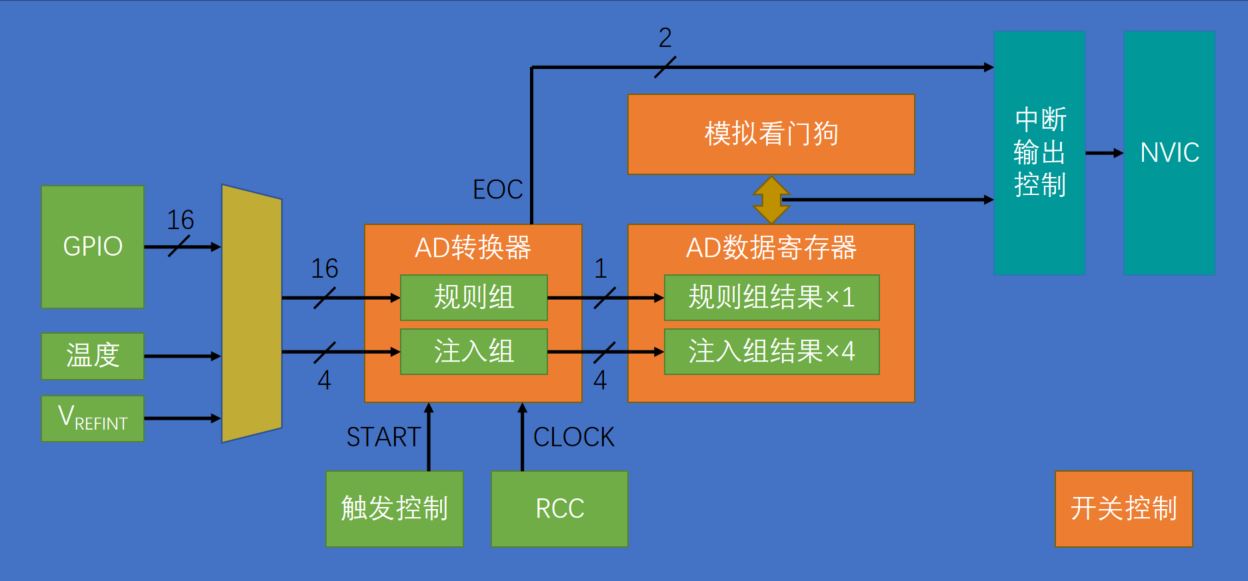 2
模拟看门狗
中断
输出
控制
NVIC
EOC
GPIO
16
AD转换器
AD数据寄存器
16
规则组
1
规则组结果×1
温度
4
注入组
4
注入组结果×4
VREFINT
START
CLOCK
触发控制
RCC
开关控制